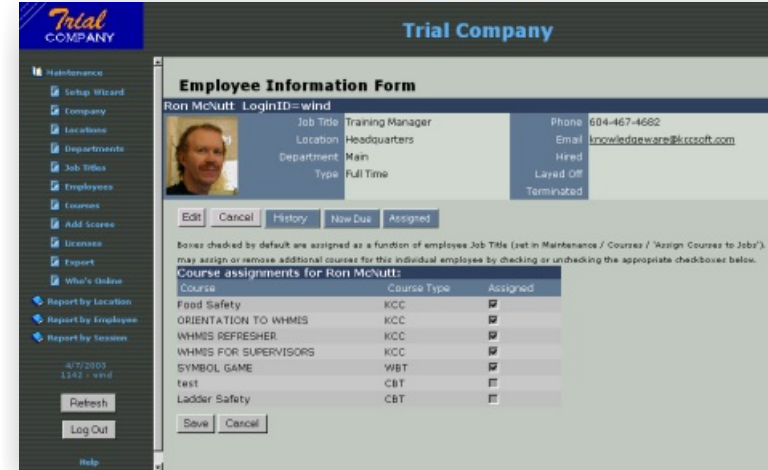 Trial
COMPANY
Trial Company
Maintenance
Setup Wizard
Company
Locations
Departments
Job Titles
Employees
Courses
Add Scores
Licenses
Export
Who's Online
Report by Location
Report by Employee
Report by Session
4/7/2003
1142 - wind
Refresh
Log Out
Help
Employee Information Form
Ron McNutt LoginID=wind
Job Title Training Manager Phone 604-467-4682
Location Headquarters Email knowledgeware@kccsoft.com
Department Main Hired
Type Full Time Layed Off
Terminated
Edit Cancel History Now Due Assigned
Boxes checked by default are assigned as a function of employee Job Title (set in Maintenance / Courses / 'Assign Courses to Jobs').
may assign or remove additional courses for this individual employee by checking or unchecking the appropriate checkboxes below.
Course assignments for Ron McNutt:
Course Course Type Assigned
Food Safety KCC
ORIENTATION TO WHMIS KCC
WHMIS REFRESHER KCC
WHMIS FOR SUPERVISORS KCC
SYMBOL GAME WBT
test CBT
Ladder Safety CBT
Save Cancel